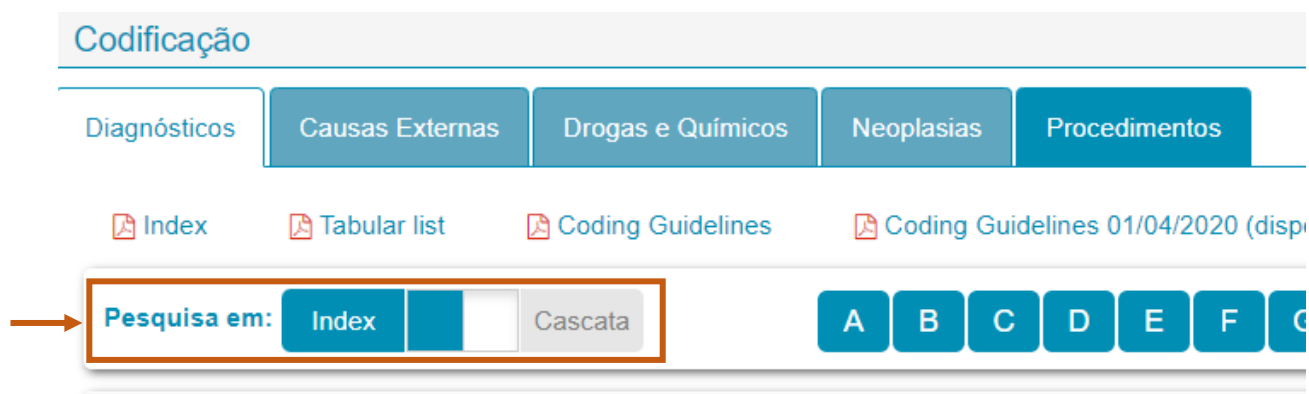 Codificação
Diagnósticos Causas Externas Drogas e Químicos Neoplasias Procedimentos
Index Tabular list Coding Guidelines Coding Guidelines 01/04/2020 (disp
Pesquisa em: Index Cascata A B C D E F G